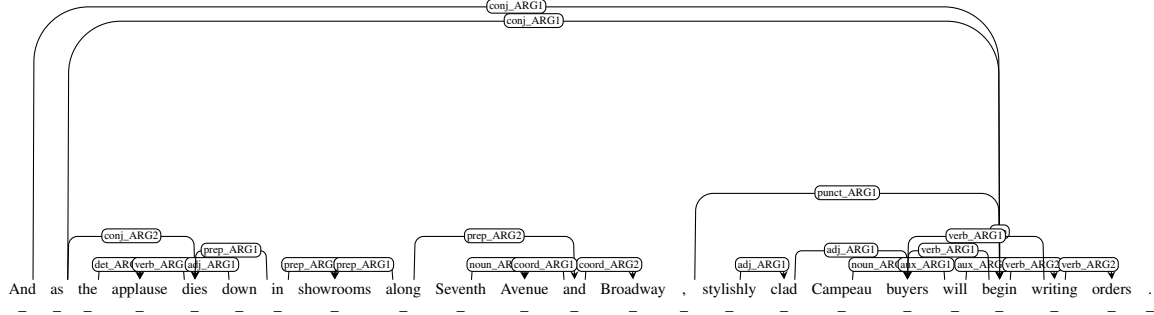 conj_ARG1
conj_ARG1
punct_ARG1
conj_ARG2 prep_ARG2 verb_ARG1
prep_ARG1 adj_ARG1 verb_ARG1
det_AR verb_ARG adj_ARG1 prep_ARG prep_ARG1 noun_AR coord_ARG1 coord_ARG2 adj_ARG1 noun_ARG aux_ARG1 aux_ARG verb_ARG2 verb_ARG2
And as the applause dies down in showrooms along Seventh Avenue and Broadway , stylishly clad Campeau buyers will begin writing orders .
_ _ _ _ _ _ _ _ _ _ _ _ _ _ _ _ _ _ _ _ _ _ _